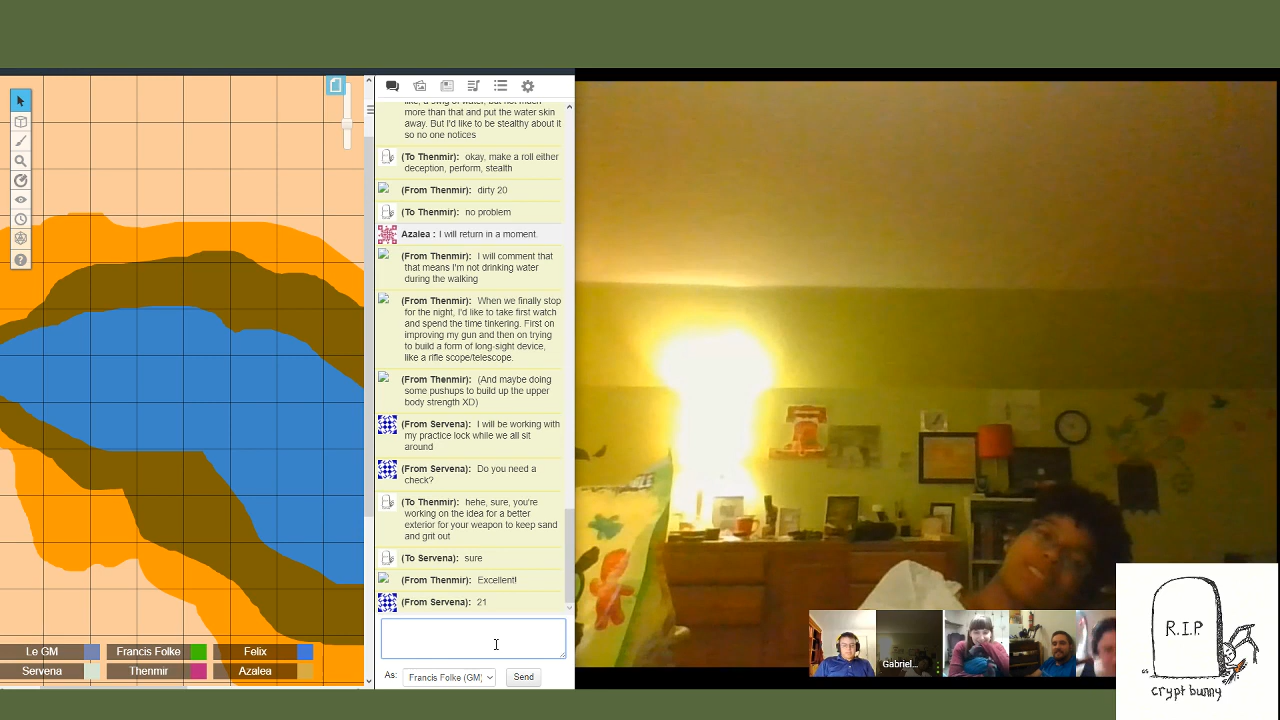 like, a swig of water, but not much
more than that and put the water skin
away. But I'd like to be stealthy about it
so no one notices
(To Thenmir): okay, make a roll either
deception, perform, stealth
(From Thenmir): dirty 20
(To Thenmir): no problem
Azalea : I will return in a moment.
(From Thenmir): I will comment that
that means I'm not drinking water
during the walking
(From Thenmir): When we finally stop
for the night, I'd like to take first watch
and spend the time tinkering. First on
improving my gun and then on trying
to build a form of long-sight device,
like a rifle scope/telescope.
(From Thenmir): (And maybe doing
some pushups to build up the upper
body strength XD)
(From Servena): I will be working with
my practice lock while we all sit
around
(From Servena): Do you need a
check?
(To Thenmir): hehe, sure, you're
working on the idea for a better
exterior for your weapon to keep sand
and grit out
(To Servena): sure
(From Thenmir): Excellent!
(From Servena): 21
As: Francis Folke (GM) Send
Le GM Francis Folke Felix
Servena Thenmir Azalea
Gabriel...
R.I.P.
crypt bunny